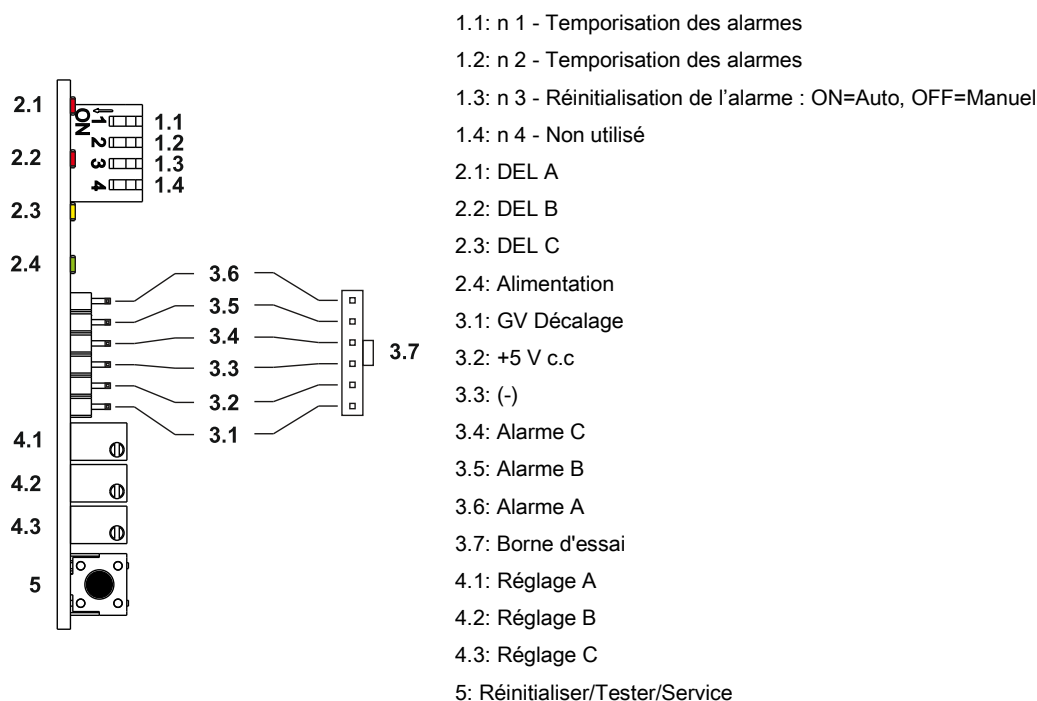 1.1: n 1 - Temporisation des alarmes
1.2: n 2 - Temporisation des alarmes
1.3: n 3 - Réinitialisation de l'alarme : ON=Auto, OFF=Manuel
1.4: n 4 - Non utilisé
2.1: DEL A
2.2: DEL B
2.3: DEL C
2.4: Alimentation
3.1: GV Décalage
3.2: +5 V c.c
3.3: (-)
3.4: Alarme C
3.5: Alarme B
3.6: Alarme A
3.7: Borne d'essai
4.1: Réglage A
4.2: Réglage B
4.3: Réglage C
5: Réinitialiser/Tester/Service
2.1
2.2
2.3
2.4
ON
1
2
3
4
1.1
1.2
1.3
1.4
3.6
3.5
3.4
3.3
3.2
3.1
3.7
4.1
4.2
4.3
5